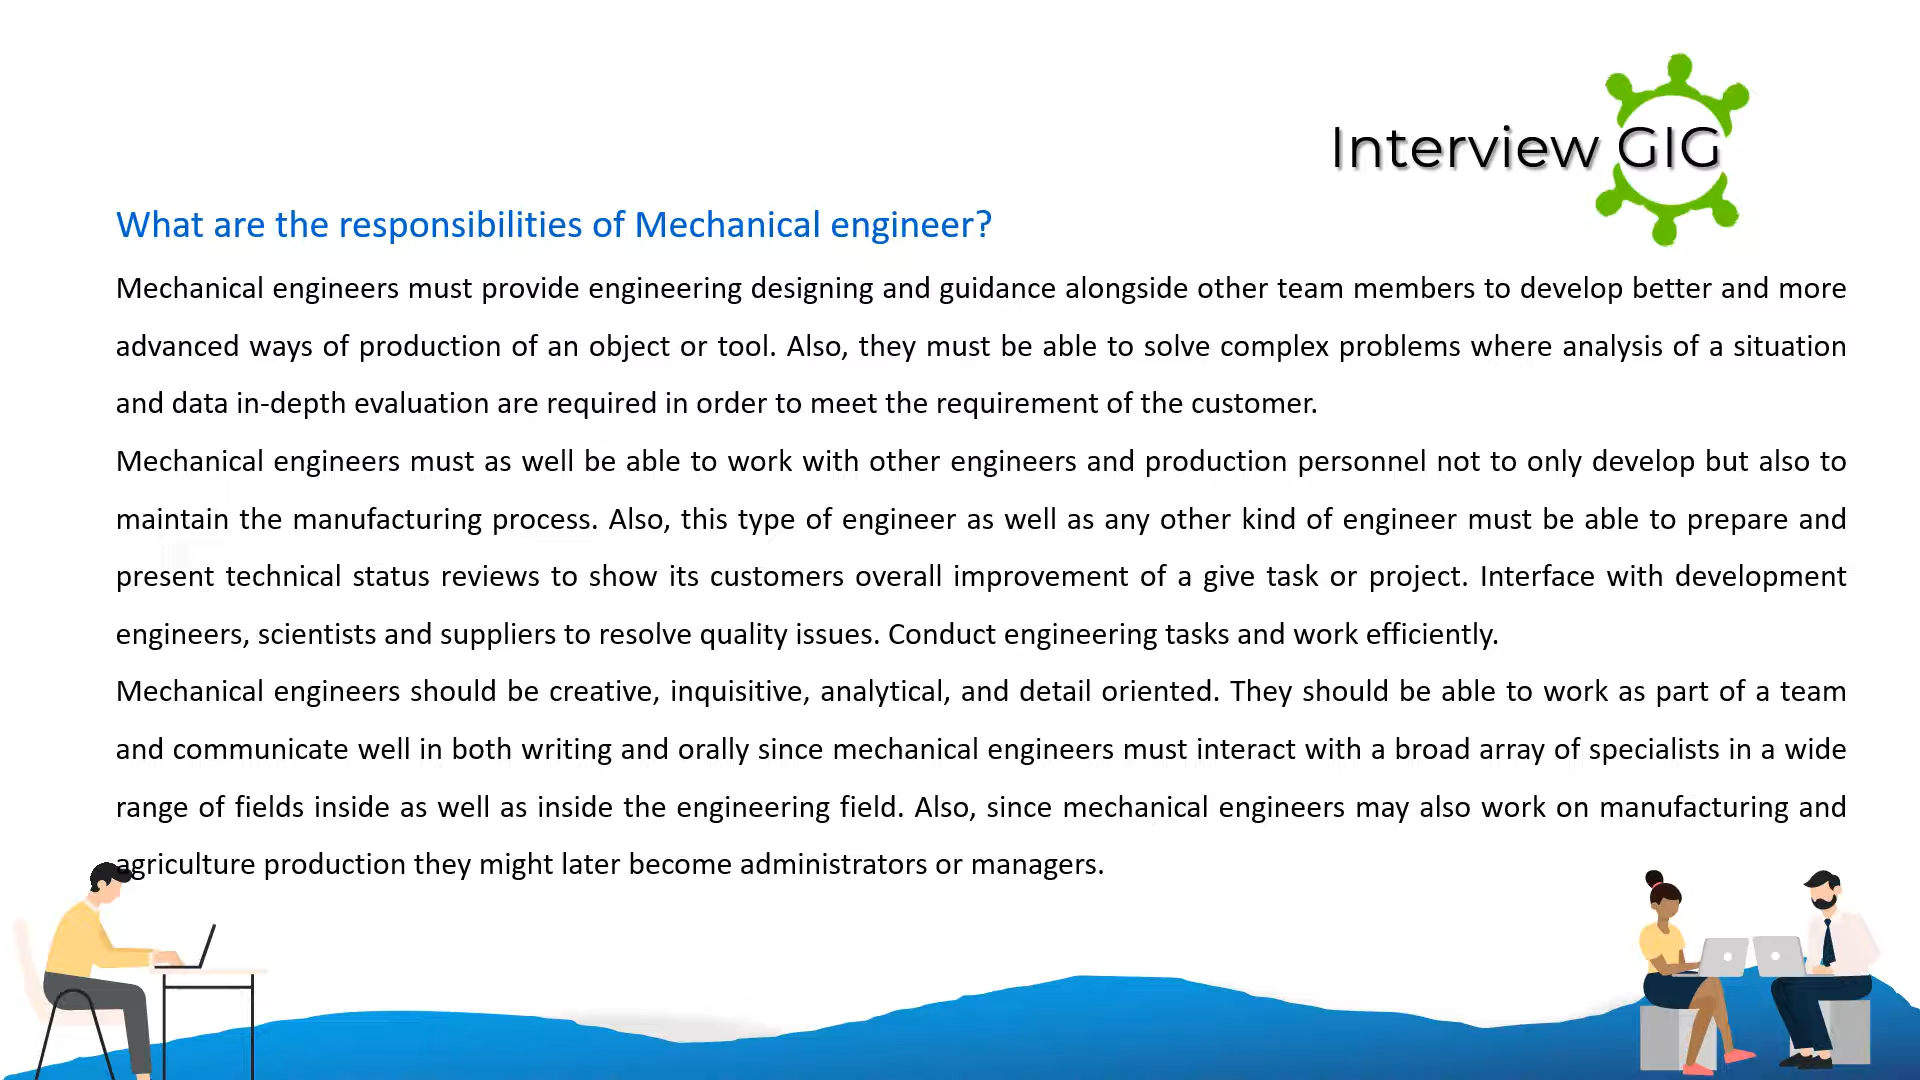 Interview GIG
What are the responsibilities of Mechanical engineer?
Mechanical engineers must provide engineering designing and guidance alongside other team members to develop better and more
advanced ways of production of an object or tool. Also, they must be able to solve complex problems where analysis of a situation
and data in-depth evaluation are required in order to meet the requirement of the customer.
Mechanical engineers must as well be able to work with other engineers and production personnel not to only develop but also to
maintain the manufacturing process. Also, this type of engineer as well as any other kind of engineer must be able to prepare and
present technical status reviews to show its customers overall improvement of a give task or project. Interface with development
engineers, scientists and suppliers to resolve quality issues. Conduct engineering tasks and work efficiently.
Mechanical engineers should be creative, inquisitive, analytical, and detail oriented. They should be able to work as part of a team
and communicate well in both writing and orally since mechanical engineers must interact with a broad array of specialists in a wide
range of fields inside as well as inside the engineering field. Also, since mechanical engineers may also work on manufacturing and
agriculture production they might later become administrators or managers.